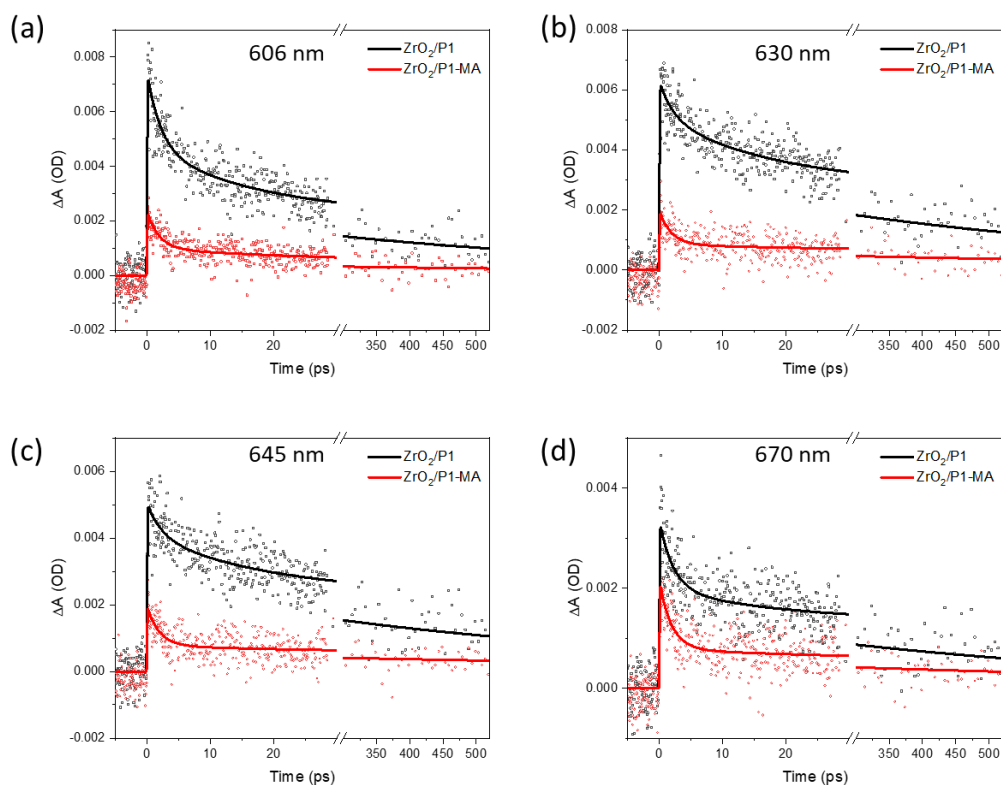 (a)
606 nm
ZrO₂/P1
ZrO₂/P1-MA
ΔA (OD)
0.008
0.006
0.004
0.002
0.000
-0.002
0 10 20 350 400 450 500
Time (ps)
(b)
630 nm
ZrO₂/P1
ZrO₂/P1-MA
ΔA (OD)
0.008
0.006
0.004
0.002
0.000
-0.002
0 10 20 350 400 450 500
Time (ps)
(c)
645 nm
ZrO₂/P1
ZrO₂/P1-MA
ΔA (OD)
0.006
0.004
0.002
0.000
-0.002
0 10 20 350 400 450 500
Time (ps)
(d)
670 nm
ZrO₂/P1
ZrO₂/P1-MA
ΔA (OD)
0.004
0.002
0.000
0 10 20 350 400 450 500
Time (ps)